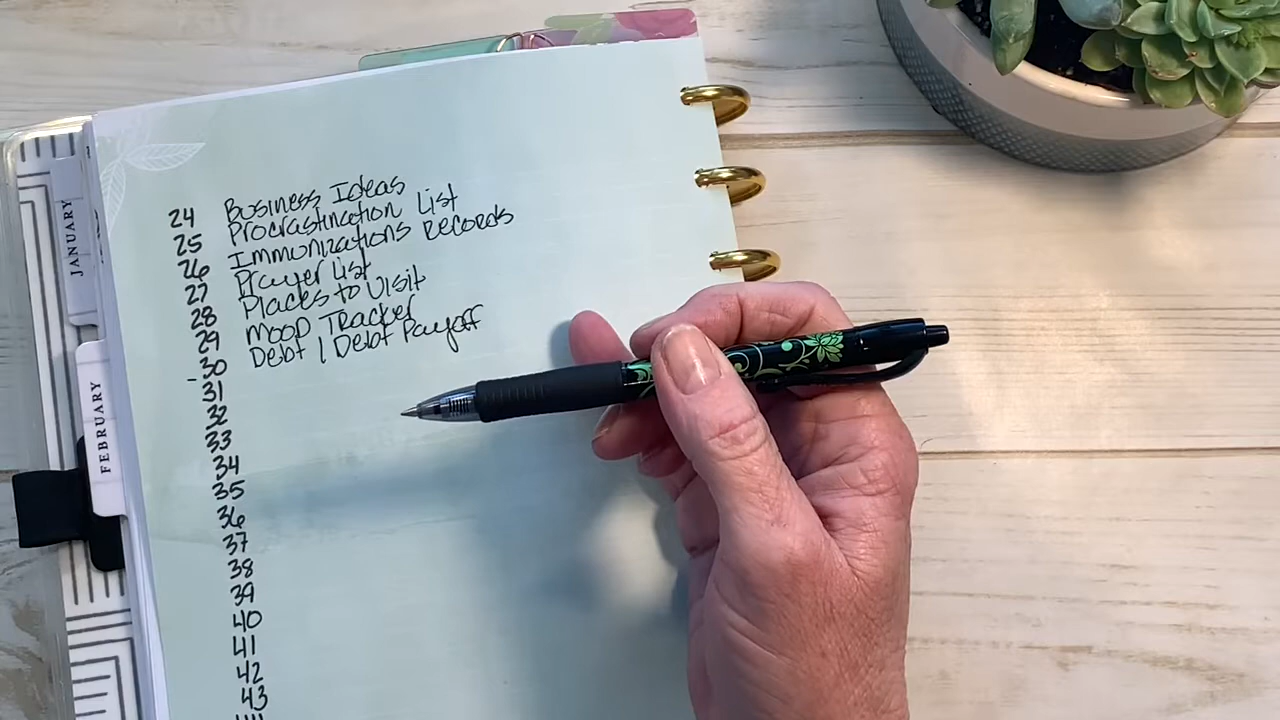 24 Business Ideas
25 Procrastination List
26 Immunizations Records
27 Prayer List
28 Places to Visit
29 Mood Tracker
30 Debt / Debt Payoff
31
32
33
34
35
36
37
38
39
40
41
42
43
JANUARY
FEBRUARY